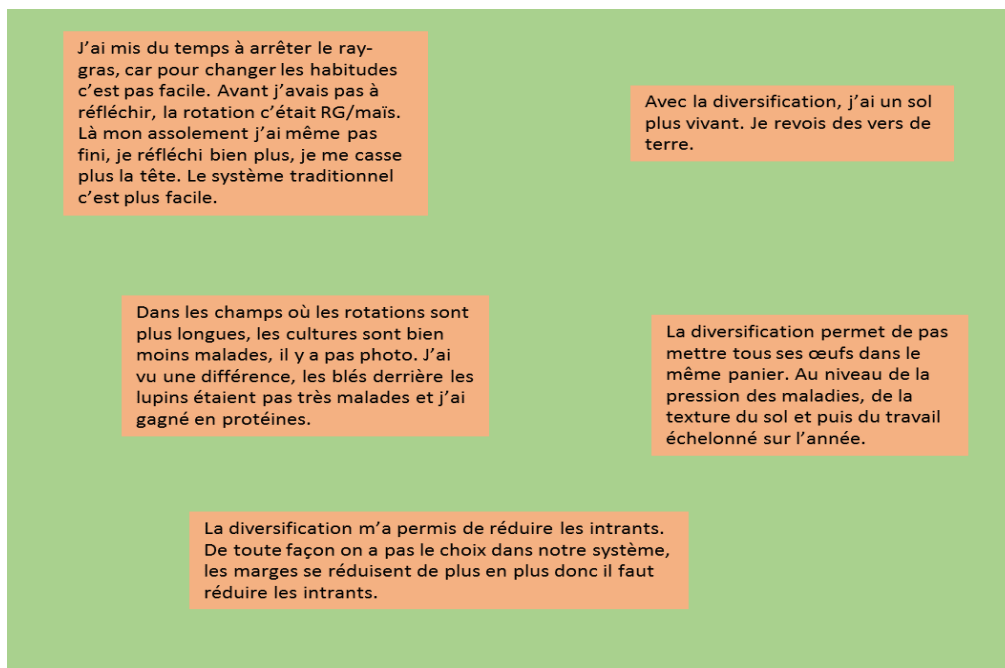 J’ai mis du temps à arrêter le ray-
gras, car pour changer les habitudes
c’est pas facile. Avant j’avais pas à
réfléchir, la rotation c’était RG/maïs.
Là mon assolement j’ai même pas
fini, je réfléchi bien plus, je me casse
plus la tête. Le système traditionnel
c’est plus facile.
Avec la diversification, j’ai un sol
plus vivant. Je revois des vers de
terre.
Dans les champs où les rotations sont
plus longues, les cultures sont bien
moins malades, il y a pas photo. J’ai
vu une différence, les blés derrière les
lupins étaient pas très malades et j’ai
gagné en protéines.
La diversification permet de pas
mettre tous ses œufs dans le
même panier. Au niveau de la
pression des maladies, de la
texture du sol et puis du travail
échelonné sur l’année.
La diversification m’a permis de réduire les intrants.
De toute façon on a pas le choix dans notre système,
les marges se réduisent de plus en plus donc il faut
réduire les intrants.